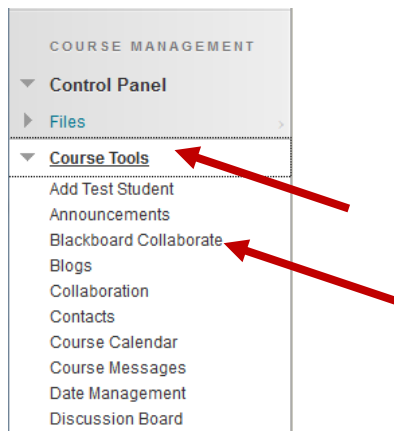 COURSE MANAGEMENT
Control Panel
Files
Course Tools
Add Test Student
Announcements
Blackboard Collaborate
Blogs
Collaboration
Contacts
Course Calendar
Course Messages
Date Management
Discussion Board